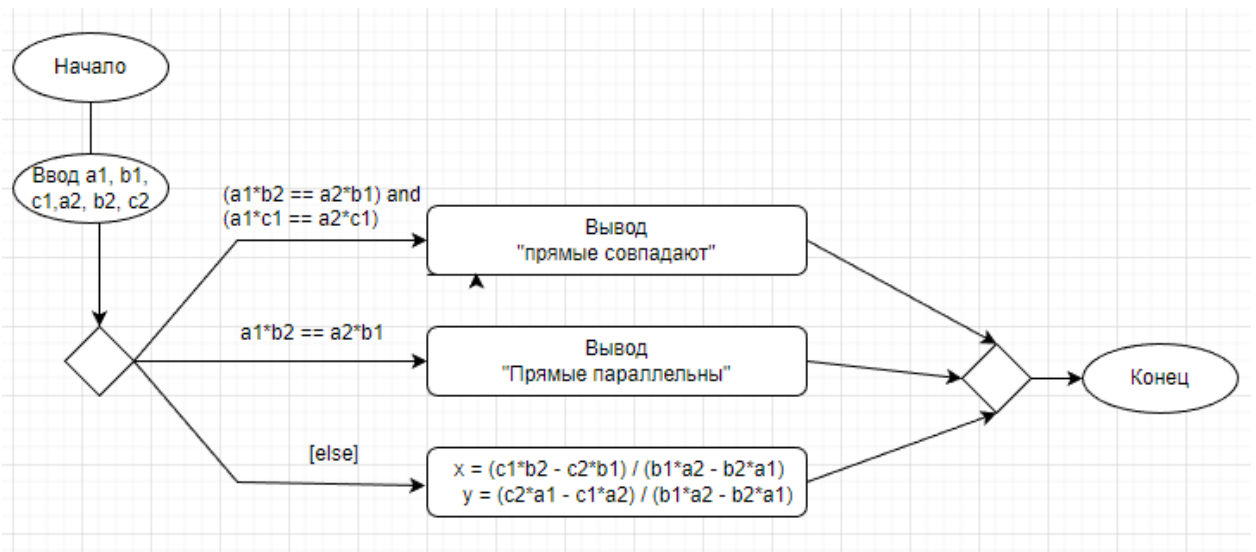 Начало
Ввод a1, b1,
c1,a2, b2, c2
(a1*b2 == a2*b1) and
(a1*c1 == a2*c1)
Вывод
"прямые совпадают"
a1*b2 == a2*b1
Вывод
"Прямые параллельны"
Конец
[else]
x = (c1*b2 - c2*b1) / (b1*a2 - b2*a1)
y = (c2*a1 - c1*a2) / (b1*a2 - b2*a1)